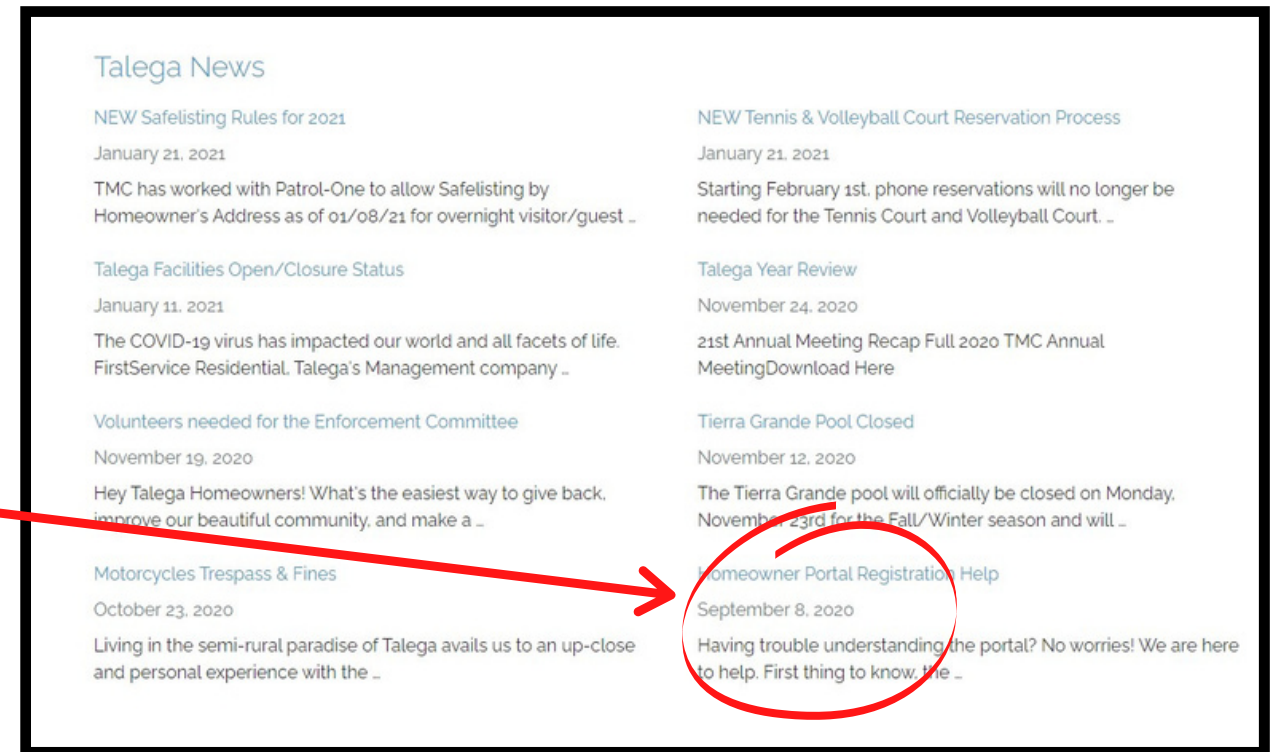 Talega News
NEW Safelisting Rules for 2021
January 21, 2021
TMC has worked with Patrol-One to allow Safelisting by
Homeowner's Address as of 01/08/21 for overnight visitor/guest …
NEW Tennis & Volleyball Court Reservation Process
January 21, 2021
Starting February 1st, phone reservations will no longer be
needed for the Tennis Court and Volleyball Court. …
Talega Facilities Open/Closure Status
January 11, 2021
The COVID-19 virus has impacted our world and all facets of life.
FirstService Residential, Talega's Management company …
Talega Year Review
November 24, 2020
21st Annual Meeting Recap Full 2020 TMC Annual
MeetingDownload Here
Volunteers needed for the Enforcement Committee
November 19, 2020
Hey Talega Homeowners! What's the easiest way to give back,
improve our beautiful community, and make a …
Tierra Grande Pool Closed
November 12, 2020
The Tierra Grande pool will officially be closed on Monday,
November 23rd for the Fall/Winter season and will …
Motorcycles Trespass & Fines
October 23, 2020
Living in the semi-rural paradise of Talega avails us to an up-close
and personal experience with the …
Homeowner Portal Registration Help
September 8, 2020
Having trouble understanding the portal? No worries! We are here
to help. First thing to know, the …